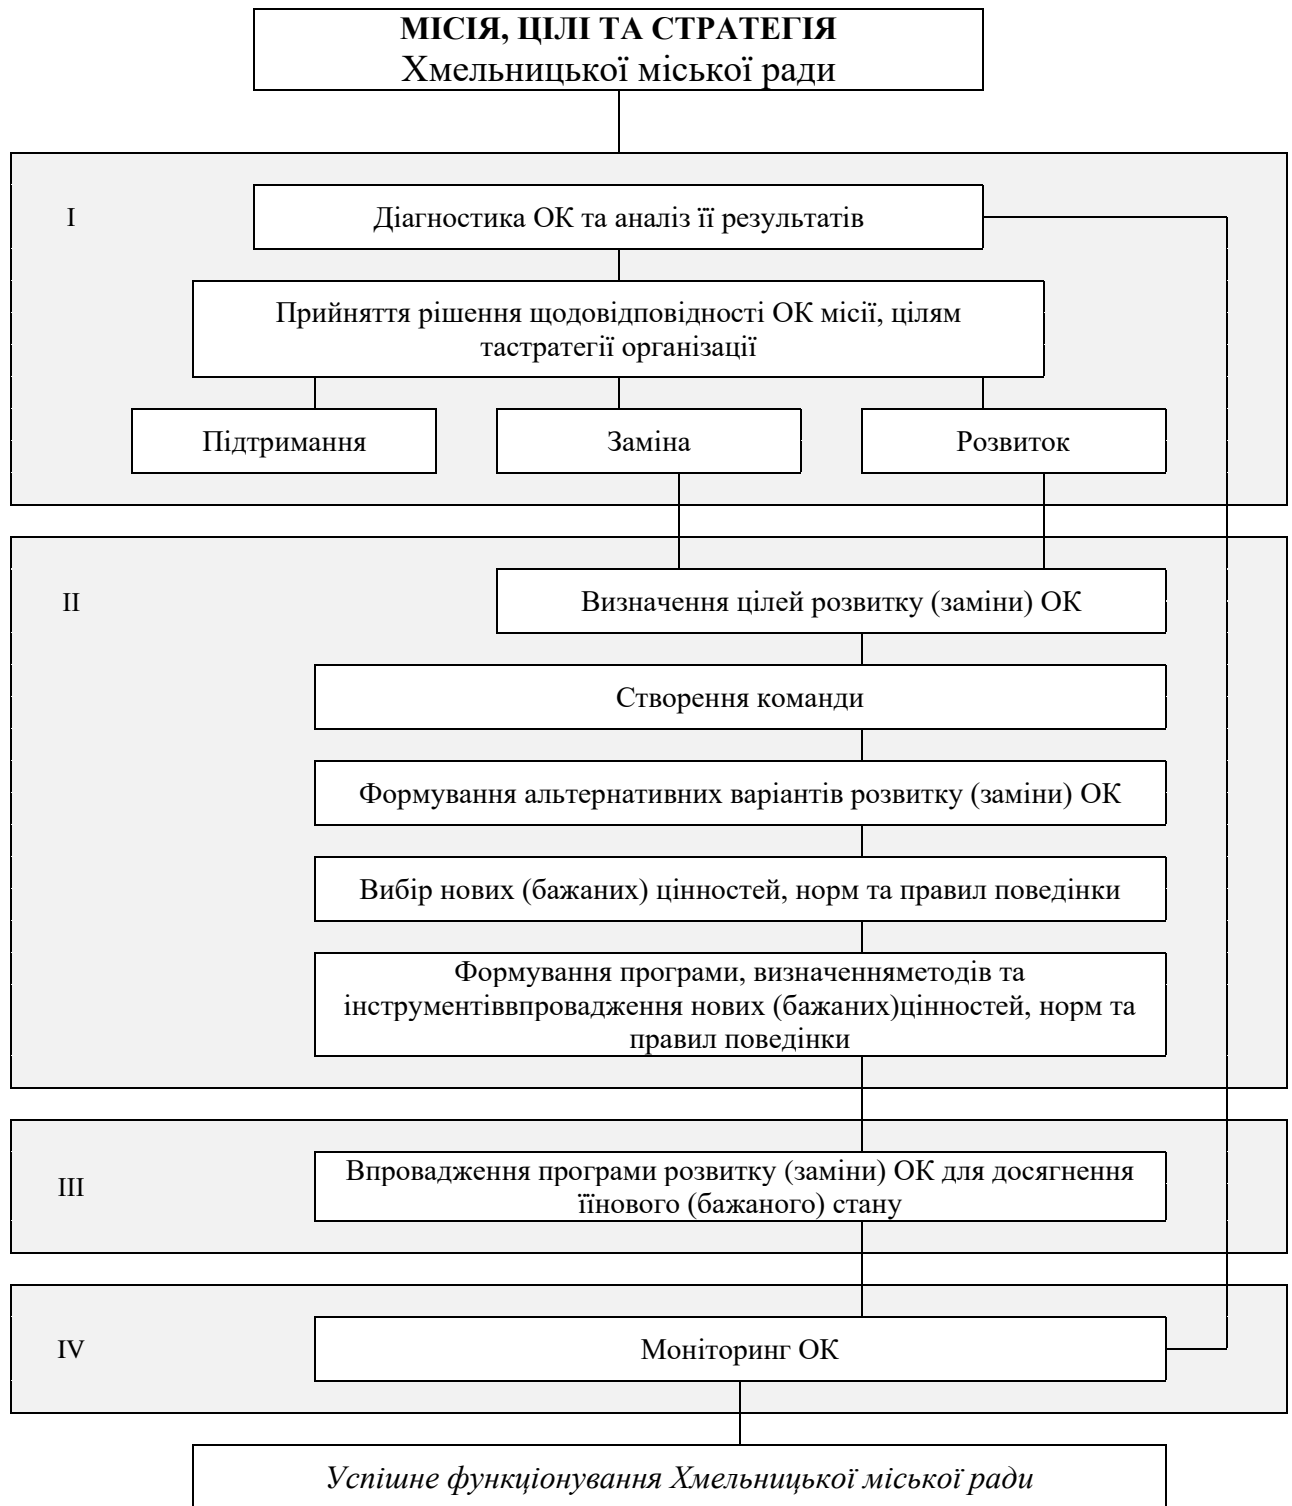 МІСІЯ, ЦІЛІ ТА СТРАТЕГІЯ
Хмельницької міської ради
I
Діагностика ОК та аналіз її результатів
Прийняття рішення щодовідповідності ОК місії, цілям
тастратегії організації
Підтримання
Заміна
Розвиток
II
Визначення цілей розвитку (заміни) ОК
Створення команди
Формування альтернативних варіантів розвитку (заміни) ОК
Вибір нових (бажаних) цінностей, норм та правил поведінки
Формування програми, визначенняметодів та
інструментіввпровадження нових (бажаних)цінностей, норм та
правил поведінки
III
Впровадження програми розвитку (заміни) ОК для досягнення
їїнового (бажаного) стану
IV
Моніторинг ОК
Успішне функціонування Хмельницької міської ради